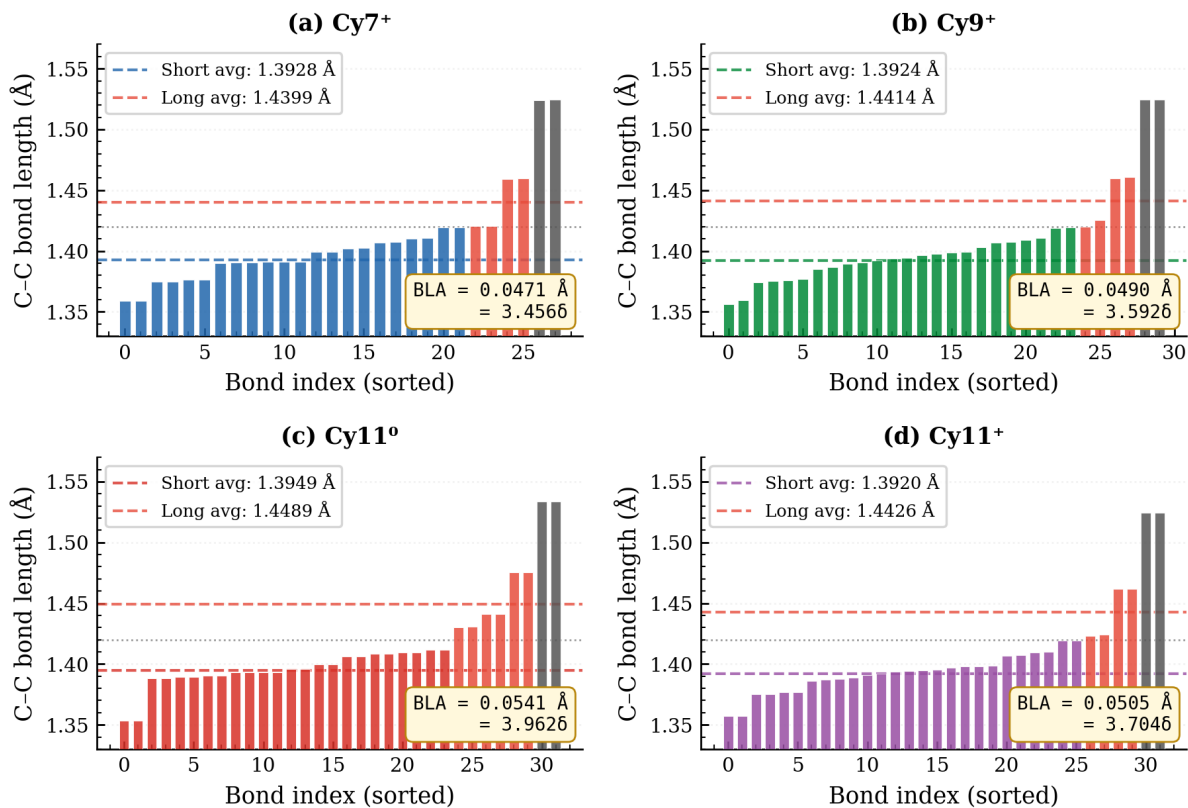 (a) Cy7⁺
C–C bond length (Å)
1.55
1.50
1.45
1.40
1.35
Short avg: 1.3928 Å
Long avg: 1.4399 Å
BLA = 0.0471 Å
= 3.456δ
0 5 10 15 20 25
Bond index (sorted)
(b) Cy9⁺
C–C bond length (Å)
1.55
1.50
1.45
1.40
1.35
Short avg: 1.3924 Å
Long avg: 1.4414 Å
BLA = 0.0490 Å
= 3.592δ
0 5 10 15 20 25 30
Bond index (sorted)
(c) Cy11⁰
C–C bond length (Å)
1.55
1.50
1.45
1.40
1.35
Short avg: 1.3949 Å
Long avg: 1.4489 Å
BLA = 0.0541 Å
= 3.962δ
0 5 10 15 20 25 30
Bond index (sorted)
(d) Cy11⁺
C–C bond length (Å)
1.55
1.50
1.45
1.40
1.35
Short avg: 1.3920 Å
Long avg: 1.4426 Å
BLA = 0.0505 Å
= 3.704δ
0 5 10 15 20 25 30
Bond index (sorted)